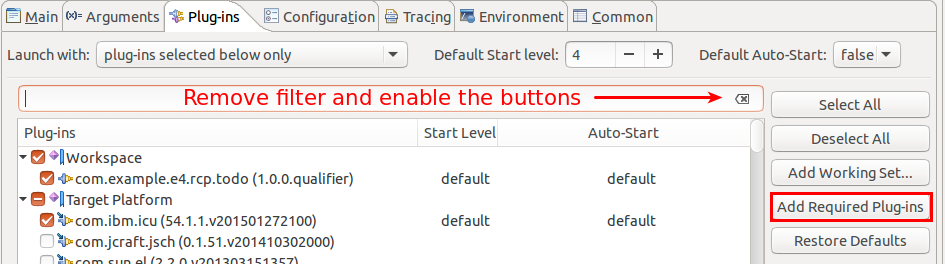 Main (x)= Arguments Plug-ins Configuration Tracing Environment Common
Launch with: plug-ins selected below only Default Start level: 4 − + Default Auto-Start: false
Remove filter and enable the buttons
Select All
Plug-ins Start Level Auto-Start
Deselect All
Workspace
Add Working Set...
com.example.e4.rcp.todo (1.0.0.qualifier) default default
Target Platform
Add Required Plug-ins
com.ibm.icu (54.1.1.v201501272100) default default
com.jcraft.jsch (0.1.51.v201410302000)
Restore Defaults
com.sun.el (2.2.0.v201303151357)